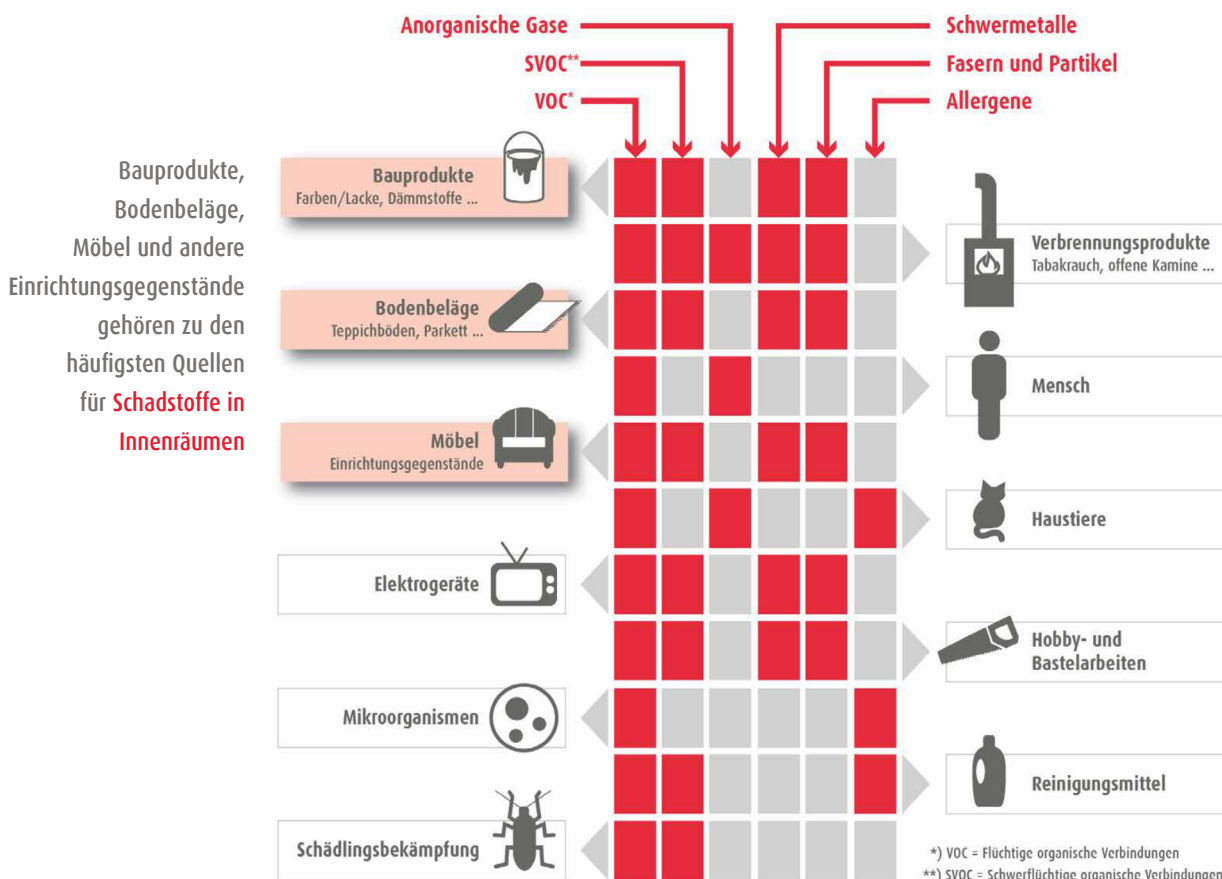 Anorganische Gase
SVOC**
VOC*
Schwermetalle
Fasern und Partikel
Allergene
Bauprodukte,
Bodenbeläge,
Möbel und andere
Einrichtungsgegenstände
gehören zu den
häufigsten Quellen
für Schadstoffe in
Innenräumen
Bauprodukte
Farben/Lacke, Dämmstoffe ...
Verbrennungsprodukte
Tabakrauch, offene Kamine ...
Bodenbeläge
Teppichböden, Parkett ...
Mensch
Möbel
Einrichtungsgegenstände
Haustiere
Elektrogeräte
Hobby- und
Bastelarbeiten
Mikroorganismen
Reinigungsmittel
Schädlingsbekämpfung
*) VOC = Flüchtige organische Verbindungen
**) SVOC = Schwerflüchtige organische Verbindungen